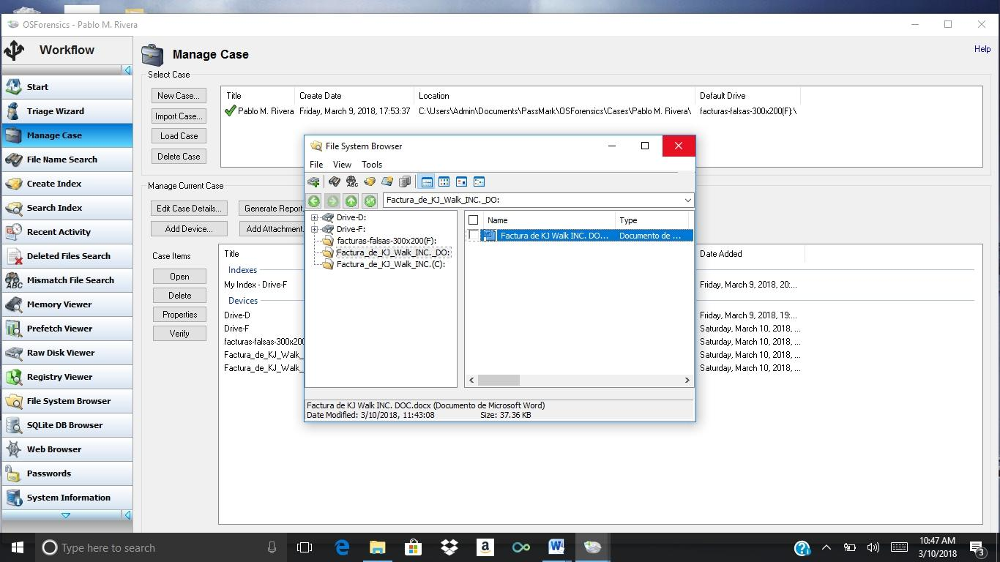 OSForensics - Pablo M. Rivera
Workflow
Start
Triage Wizard
Manage Case
File Name Search
Create Index
Search Index
Recent Activity
Deleted Files Search
Mismatch File Search
Memory Viewer
Prefetch Viewer
Raw Disk Viewer
Registry Viewer
File System Browser
SQLite DB Browser
Web Browser
Passwords
System Information
Manage Case
Help
Select Case
New Case...
Import Case...
Load Case
Delete Case
Title Create Date Location Default Drive
Pablo M. Rivera Friday, March 9, 2018, 17:53:37 C:\Users\Admin\Documents\PassMark\OSForensics\Cases\Pablo M. Rivera\ facturas-falsas-300x200(F):\
Manage Current Case
Edit Case Details... Generate Report
Add Device... Add Attachment
Case Items
Open
Delete
Properties
Verify
Title Date Added
Indexes
My Index - Drive-F Friday, March 9, 2018, 20:...
Devices
Drive-D Friday, March 9, 2018, 19:...
Drive-F Saturday, March 10, 2018, ...
facturas-falsas-300x200 Saturday, March 10, 2018, ...
Factura_de_KJ_Walk_ Saturday, March 10, 2018, ...
Factura_de_KJ_Walk_ Saturday, March 10, 2018, ...
File System Browser
File View Tools
ABC
Factura_de_KJ_Walk_INC._DO:
Drive-D:
Drive-F:
facturas-falsas-300x200(F):
Factura_de_KJ_Walk_INC._DO:
Factura_de_KJ_Walk_INC.(C):
Name Type
Factura de KJ Walk INC. DO... Documento de ...
Factura de KJ Walk INC. DOC.docx (Documento de Microsoft Word)
Date Modified: 3/10/2018, 11:43:08 Size: 37.36 KB
Type here to search
10:47 AM
3/10/2018
3